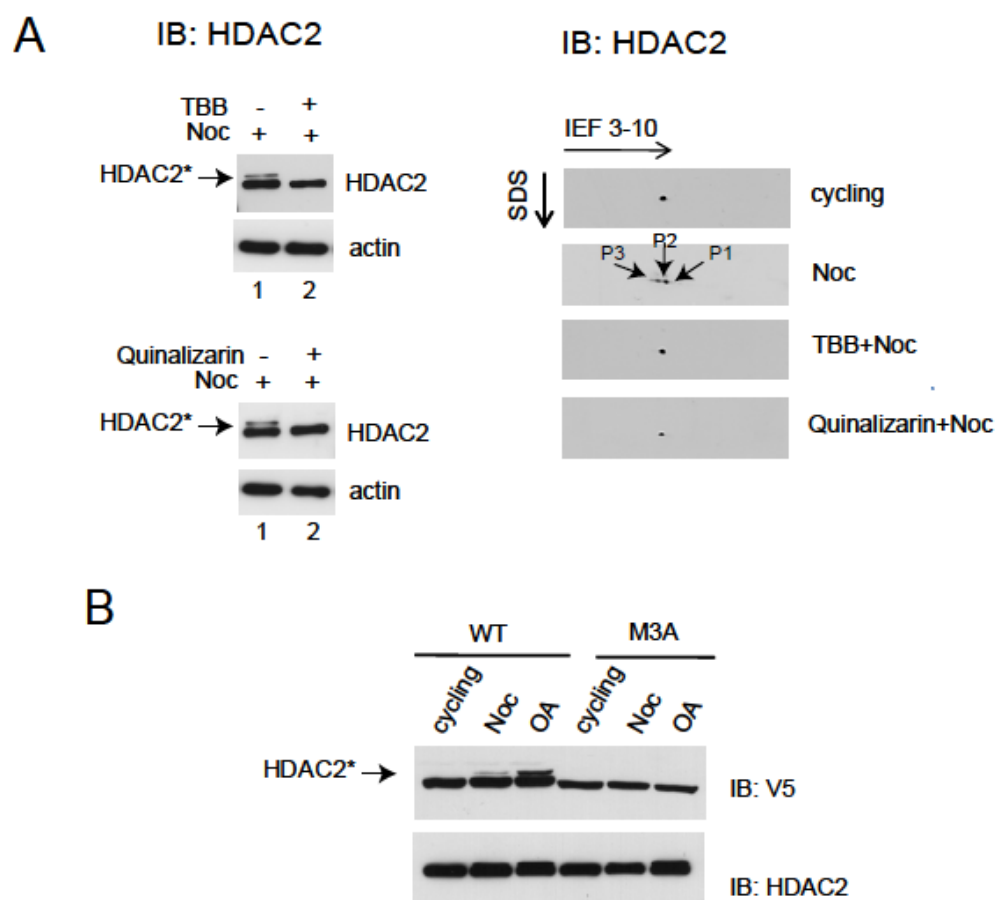 A
IB: HDAC2
TBB - +
Noc + +
HDAC2*
HDAC2
actin
1 2
Quinalizarin - +
Noc + +
HDAC2*
HDAC2
actin
1 2
IB: HDAC2
IEF 3-10
SDS
cycling
P3 P2 P1
Noc
TBB+Noc
Quinalizarin+Noc
B
WT M3A
cycling Noc OA cycling Noc OA
HDAC2*
IB: V5
IB: HDAC2